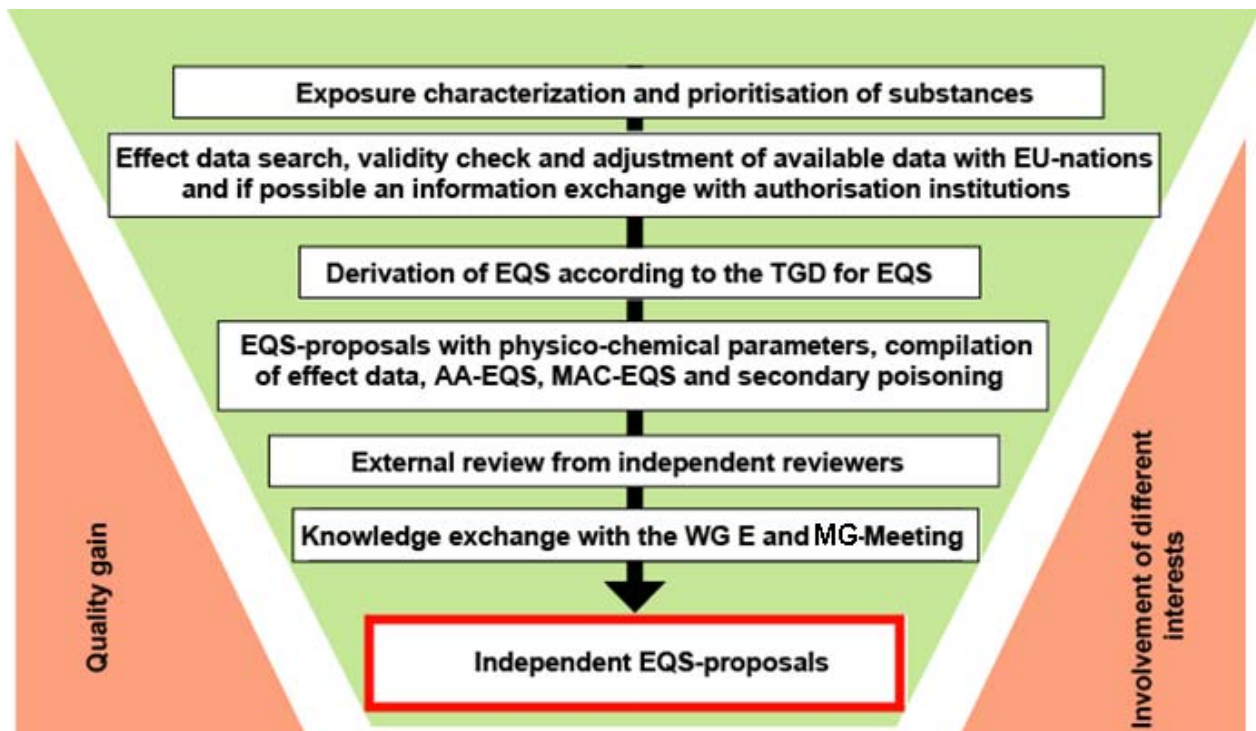 Exposure characterization and prioritisation of substances
Effect data search, validity check and adjustment of available data with EU-nations
and if possible an information exchange with authorisation institutions
Derivation of EQS according to the TGD for EQS
EQS-proposals with physico-chemical parameters, compilation
of effect data, AA-EQS, MAC-EQS and secondary poisoning
External review from independent reviewers
Knowledge exchange with the WG E and MG-Meeting
Independent EQS-proposals
Quality gain
Involvement of different
interests